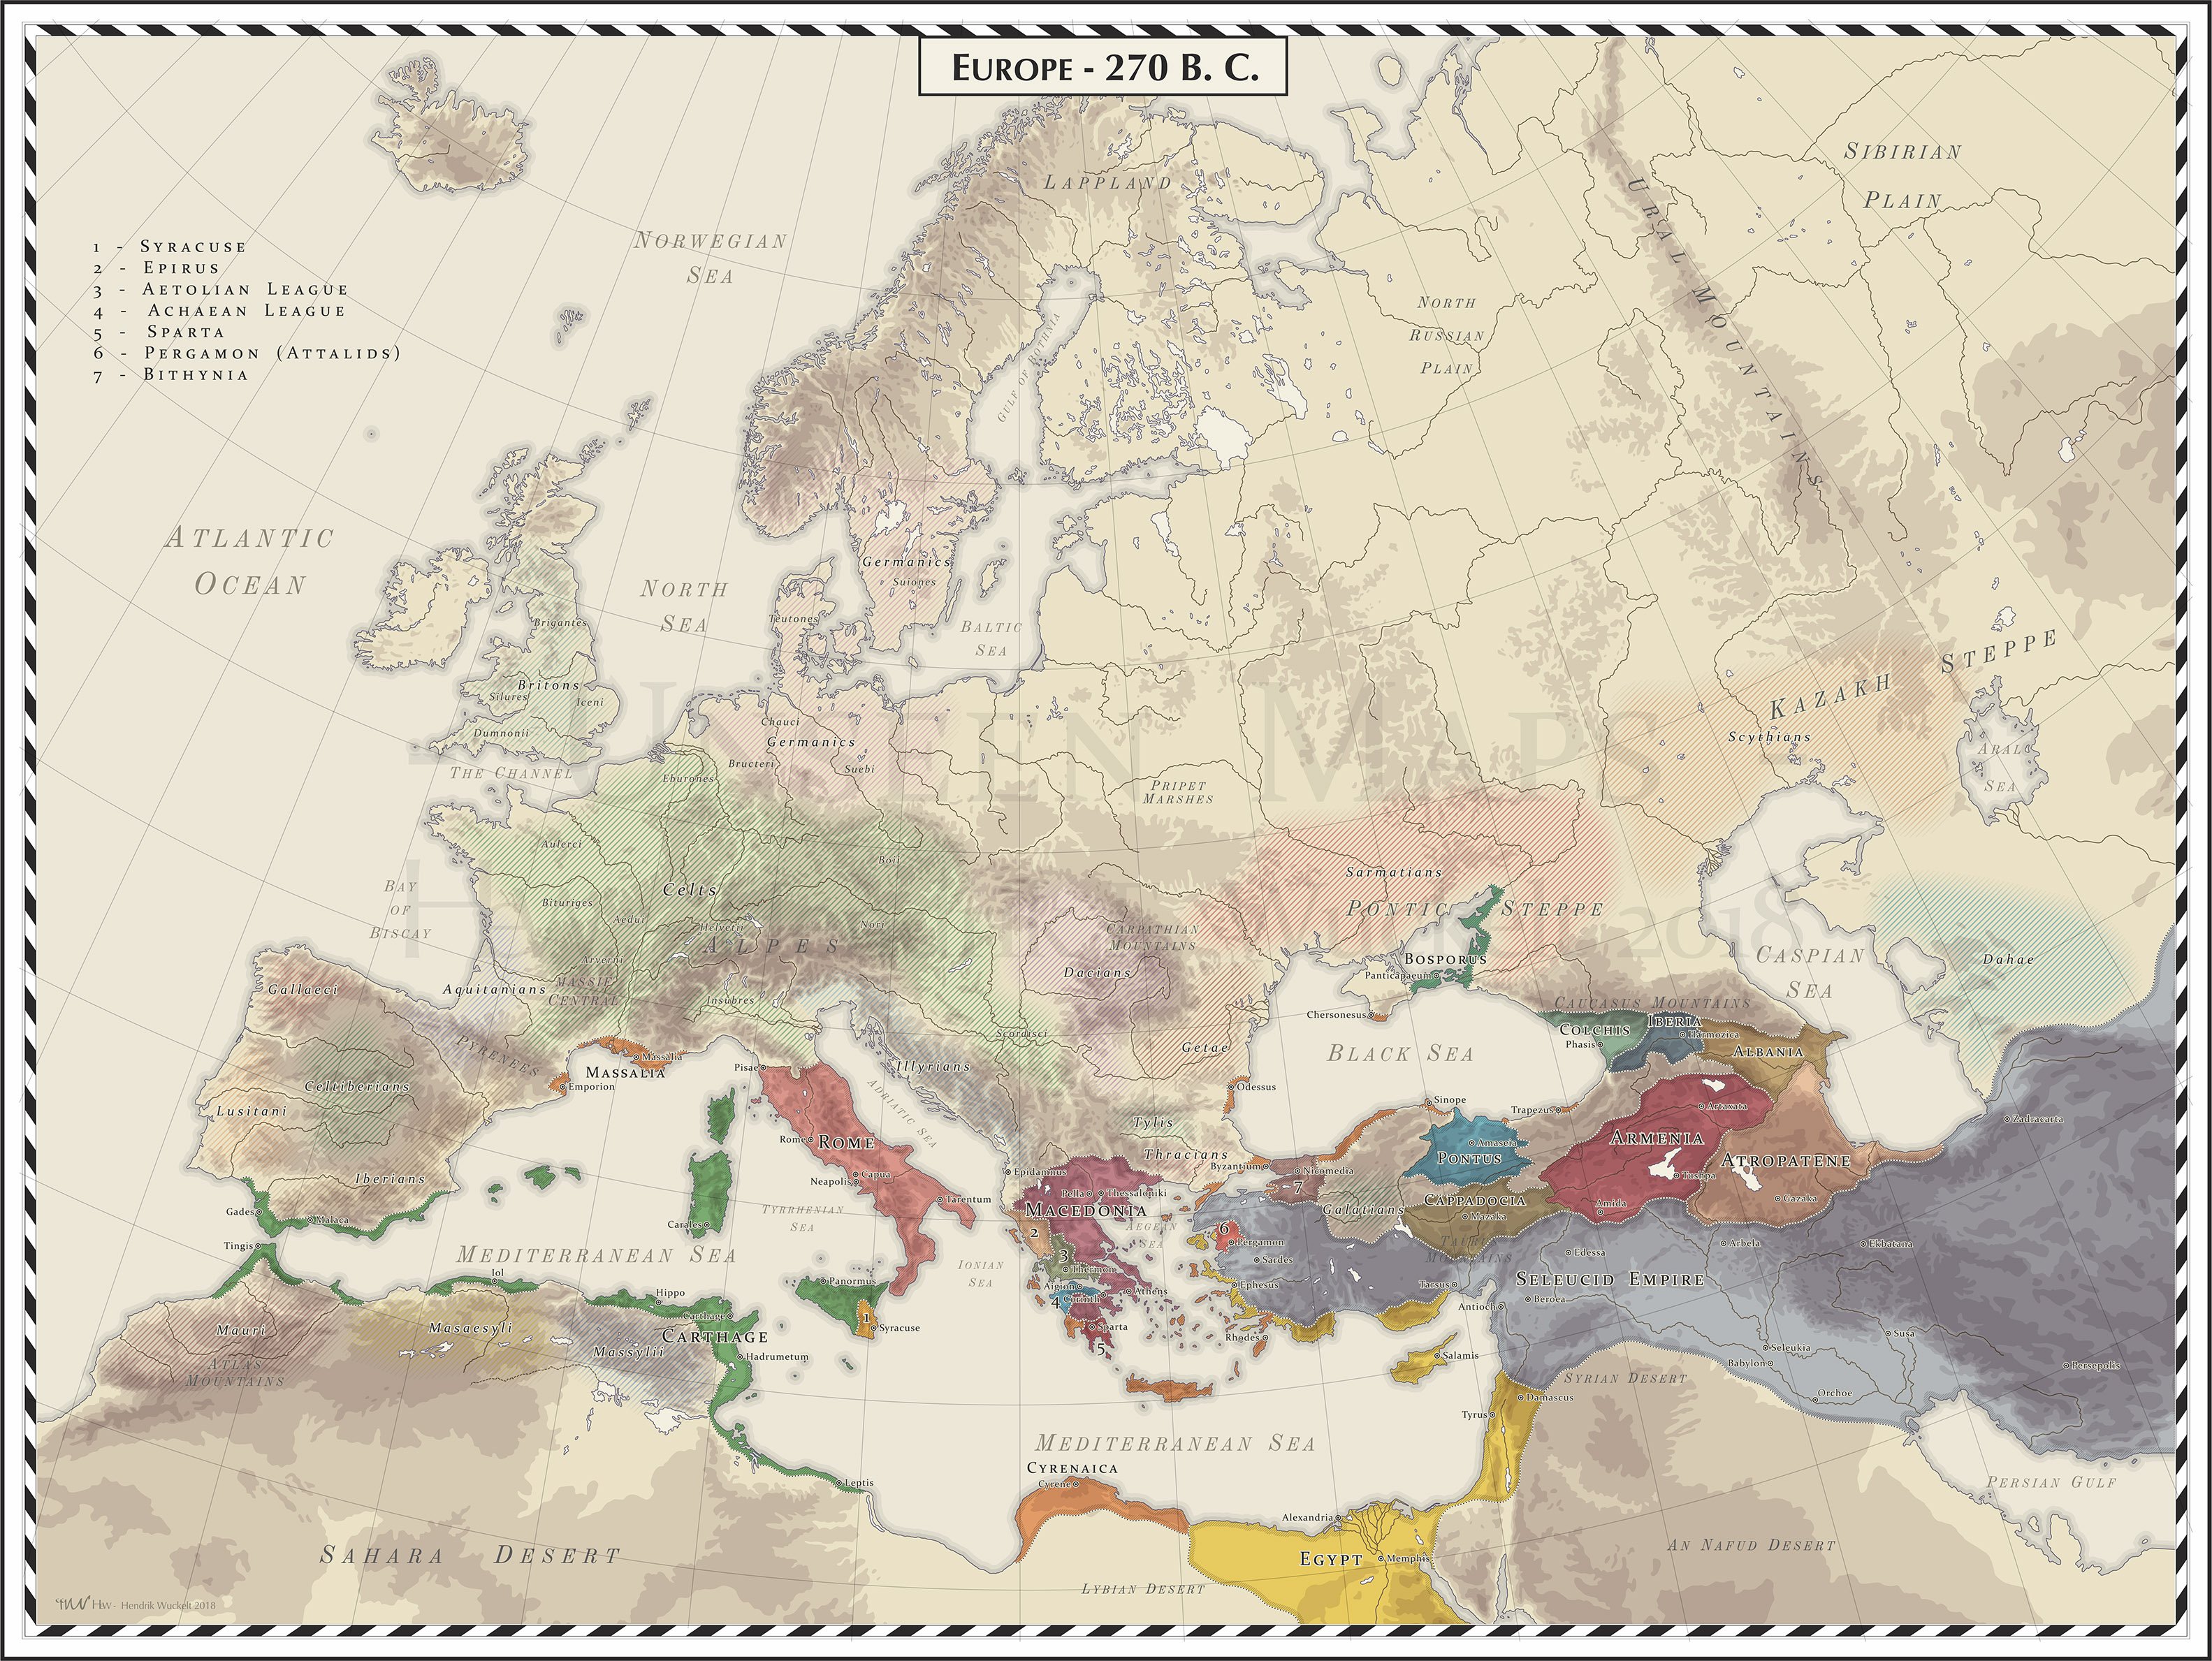 EUROPE - 270 B. C.
1 - SYRACUSE
2 - EPIRUS
3 - AETOLIAN LEAGUE
4 - ACHAEAN LEAGUE
5 - SPARTA
6 - PERGAMON (ATTALIDS)
7 - BITHYNIA
NORWEGIAN
SEA
LAPPLAND
SIBIRIAN
PLAIN
URAL MOUNTAINS
NORTH
RUSSIAN
PLAIN
GULF OF BOTHNIA
ATLANTIC
OCEAN
NORTH
SEA
BALTIC
SEA
Germanics
Suiones
Teutones
Brigantes
Britons
Silures
Iceni
Dumnonii
THE CHANNEL
Chauci
Germanics
Bructeri
Suebi
Eburones
PRIPET
MARSHES
KAZAKH STEPPE
Scythians
ARAL
SEA
BAY
OF
BISCAY
Aulerci
Boii
Celts
Bituriges
Aedui
Helvetii
Nori
ALPES
Arverni
MASSIF
CENTRAL
Insubres
Aquitanians
Scordisci
CARPATHIAN
MOUNTAINS
Dacians
Getae
Sarmatians
PONTIC STEPPE
BOSPORUS
Panticapaeum
Chersonesus
CASPIAN
SEA
Dahae
CAUCASUS MOUNTAINS
COLCHIS
Phasis
IBERIA
Harmozica
ALBANIA
BLACK SEA
Gallaeci
PYRENEES
Celtiberians
Lusitani
Iberians
Gades
Malaca
Tingis
Massalia
MASSALIA
Emporion
Pisae
Rome
ROME
Capua
Neapolis
Tarentum
Carales
TYRRHENIAN
SEA
ADRIATIC SEA
Illyrians
Tylis
Thracians
Odessus
Byzantium
Epidamnus
Pella
Thessaloniki
MACEDONIA
AEGEAN
SEA
2
3
Thermon
Aigion
4
Corinth
Athens
Sparta
5
IONIAN
SEA
Panormus
1
Syracuse
MEDITERRANEAN SEA
Iol
Hippo
Carthage
CARTHAGE
Hadrumetum
Leptis
Mauri
ATLAS
MOUNTAINS
Masaesyli
Massylii
SAHARA DESERT
Sinope
Trapezus
Amaseia
PONTUS
Nicomedia
7
Galatians
CAPPADOCIA
Mazaka
TAURUS
MOUNTAINS
6
Pergamon
Sardes
Ephesus
Rhodes
Tarsus
Antioch
Beroea
Edessa
Salamis
Artaxata
ARMENIA
Tushpa
Amida
ATROPATENE
Gazaka
Arbela
Ekbatana
Zadracarta
SELEUCID EMPIRE
Susa
Seleukia
Babylon
Orchoe
Persepolis
SYRIAN DESERT
Damascus
Tyrus
MEDITERRANEAN SEA
CYRENAICA
Cyrene
Alexandria
EGYPT
Memphis
LYBIAN DESERT
AN NAFUD DESERT
PERSIAN GULF
HW - Hendrik Wuckelt 2018